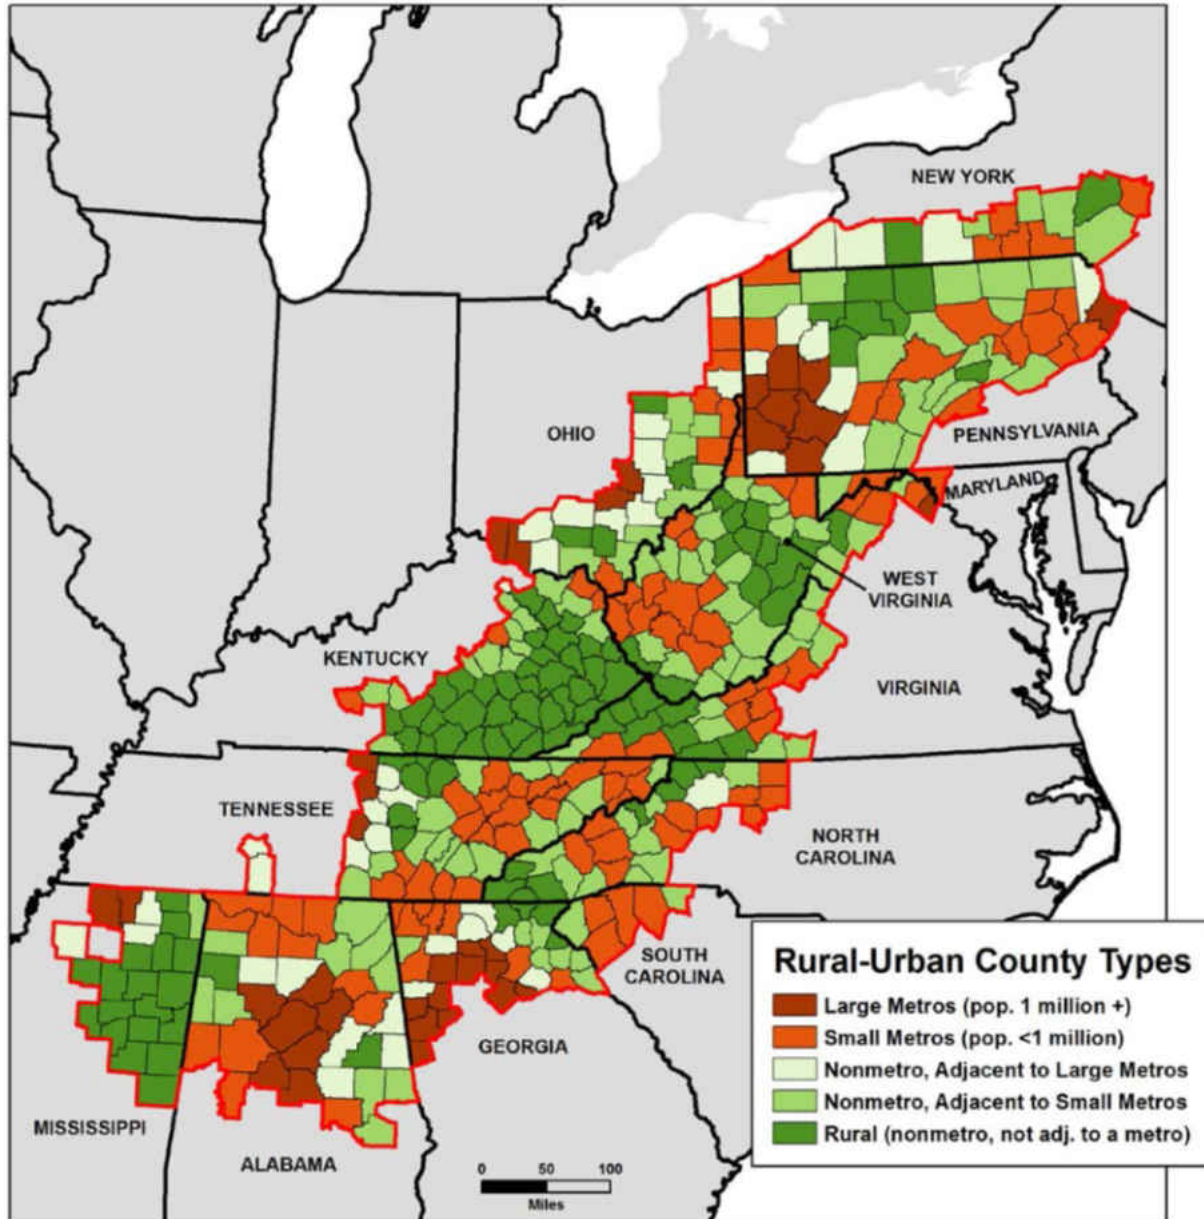 NEW YORK
OHIO
PENNSYLVANIA
MARYLAND
WEST
VIRGINIA
KENTUCKY
VIRGINIA
TENNESSEE
NORTH
CAROLINA
SOUTH
CAROLINA
GEORGIA
MISSISSIPPI
ALABAMA
Rural-Urban County Types
Large Metros (pop. 1 million +)
Small Metros (pop. <1 million)
Nonmetro, Adjacent to Large Metros
Nonmetro, Adjacent to Small Metros
Rural (nonmetro, not adj. to a metro)
0 50 100
Miles